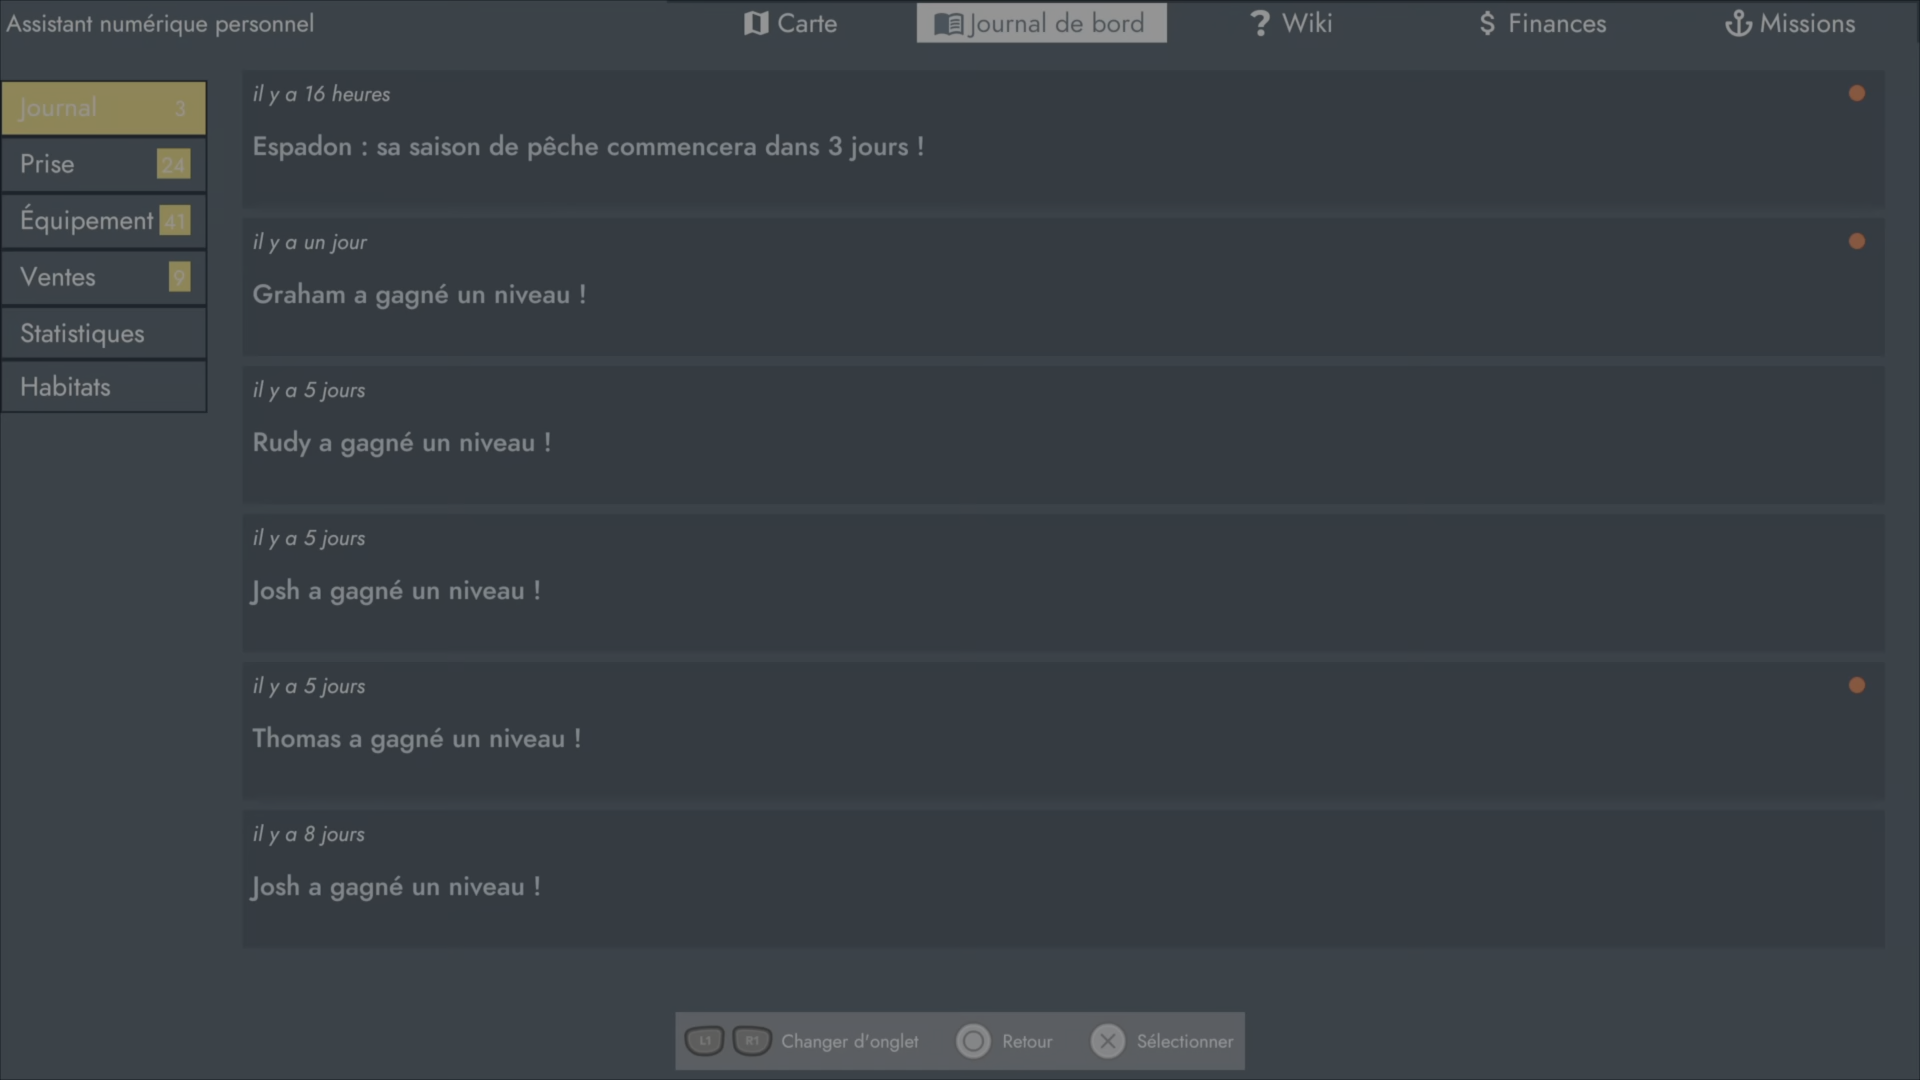 Assistant numérique personnel
Carte
Journal de bord
? Wiki
$ Finances
Missions
Journal 3
Prise 24
Équipement 41
Ventes 9
Statistiques
Habitats
il y a 16 heures
Espadon : sa saison de pêche commencera dans 3 jours !
il y a un jour
Graham a gagné un niveau !
il y a 5 jours
Rudy a gagné un niveau !
il y a 5 jours
Josh a gagné un niveau !
il y a 5 jours
Thomas a gagné un niveau !
il y a 8 jours
Josh a gagné un niveau !
L1 R1 Changer d'onglet Retour Sélectionner